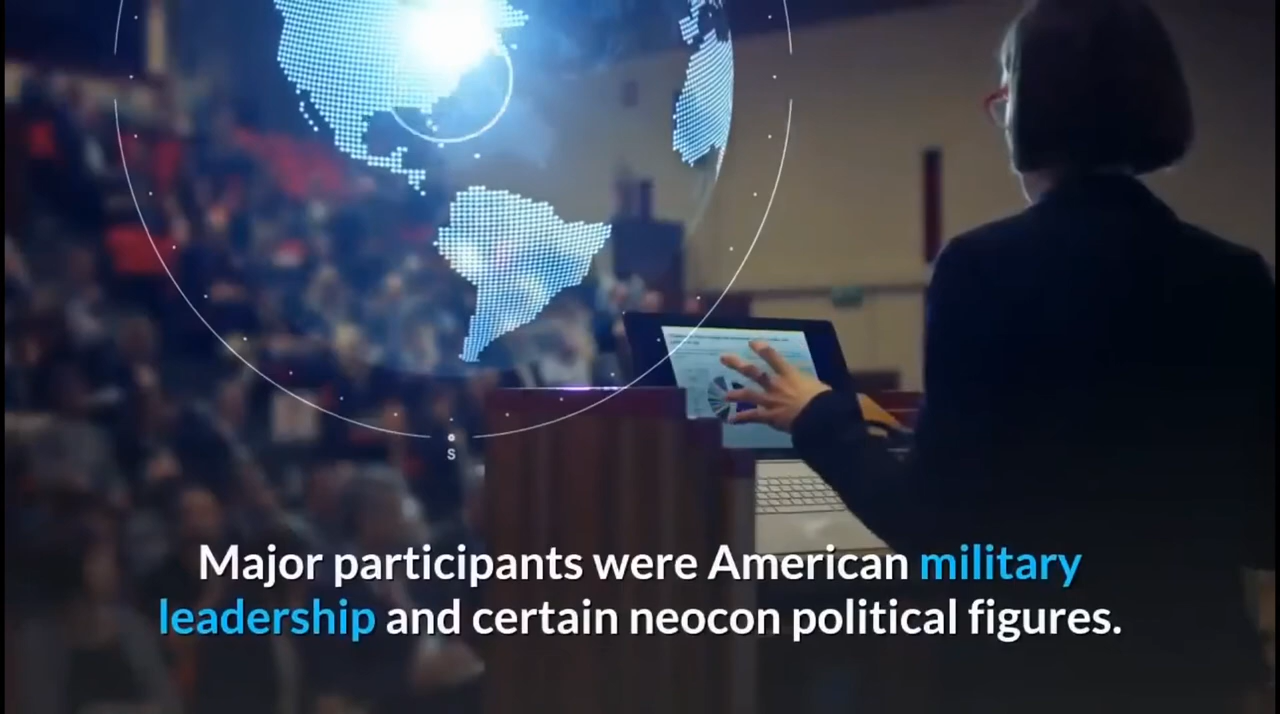 S
Major participants were American military
leadership and certain neocon political figures.